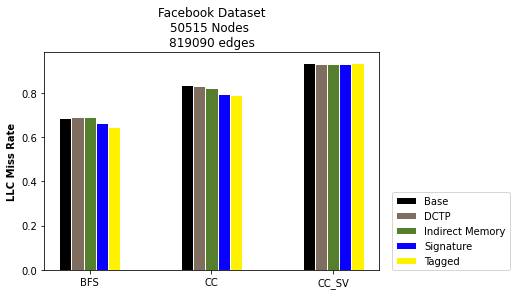 Facebook Dataset
50515 Nodes
819090 edges
LLC Miss Rate
0.8
0.6
0.4
0.2
0.0
BFS
CC
CC_SV
Base
DCTP
Indirect Memory
Signature
Tagged